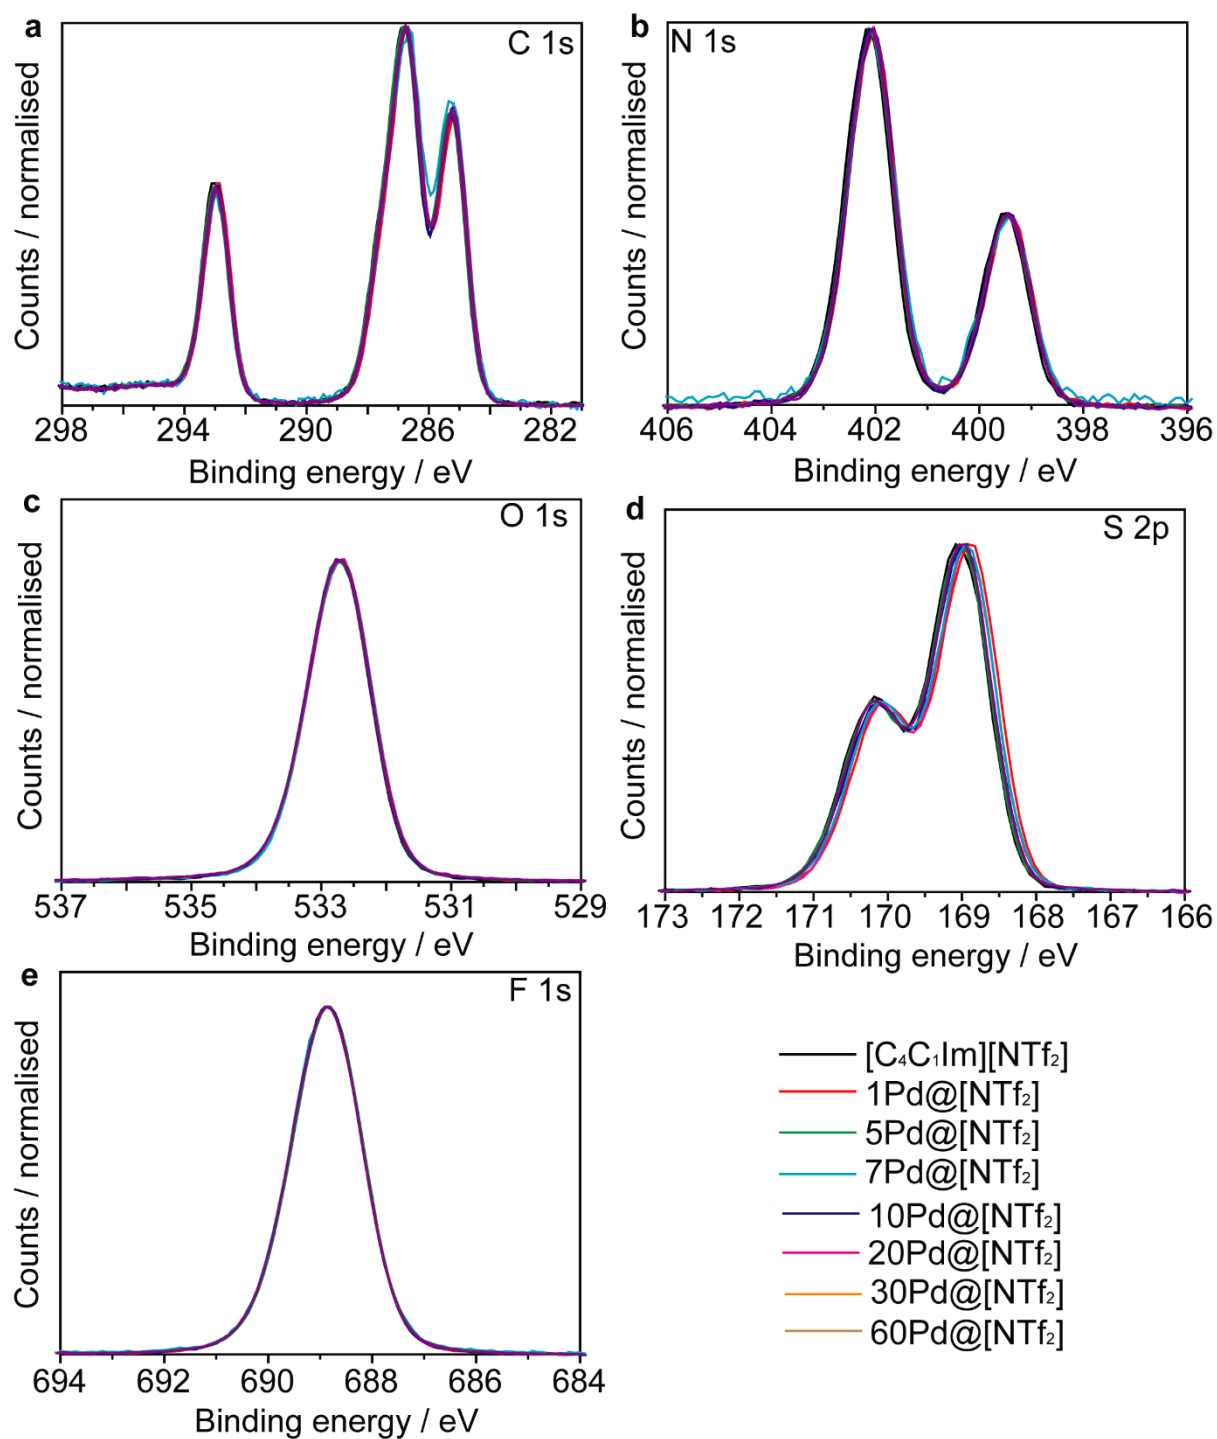 a
C 1s
Counts / normalised
298 294 290 286 282
Binding energy / eV
b
N 1s
Counts / normalised
406 404 402 400 398 396
Binding energy / eV
c
O 1s
Counts / normalised
537 535 533 531 529
Binding energy / eV
d
S 2p
Counts / normalised
173 172 171 170 169 168 167 166
Binding energy / eV
e
F 1s
Counts / normalised
694 692 690 688 686 684
Binding energy / eV
[C₄C₁Im][NTf₂]
1Pd@[NTf₂]
5Pd@[NTf₂]
7Pd@[NTf₂]
10Pd@[NTf₂]
20Pd@[NTf₂]
30Pd@[NTf₂]
60Pd@[NTf₂]